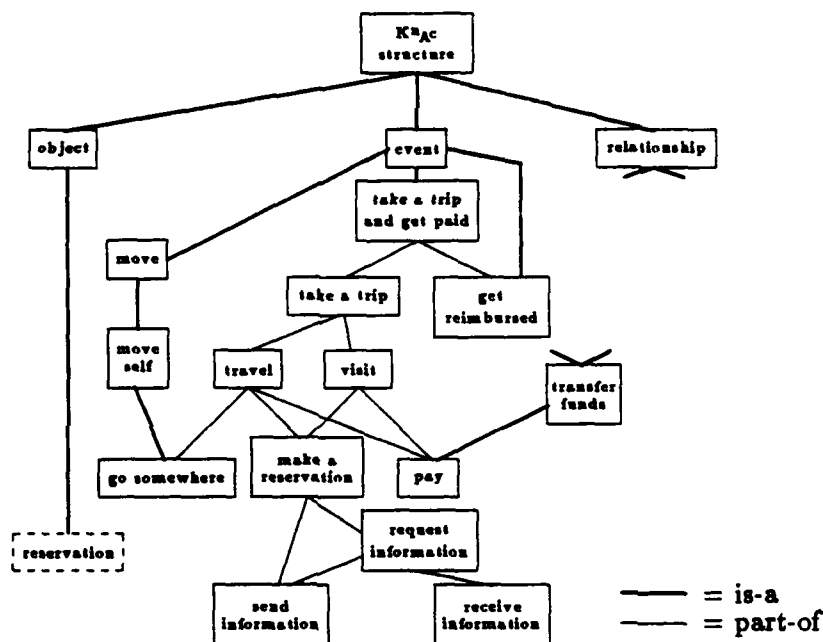 KnAc
structure
object
event
relationship
take a trip
and get paid
move
take a trip
get
reimbursed
move
self
travel
visit
transfer
funds
go somewhere
make a
reservation
pay
reservation
request
information
send
information
receive
information
= is-a
= part-of